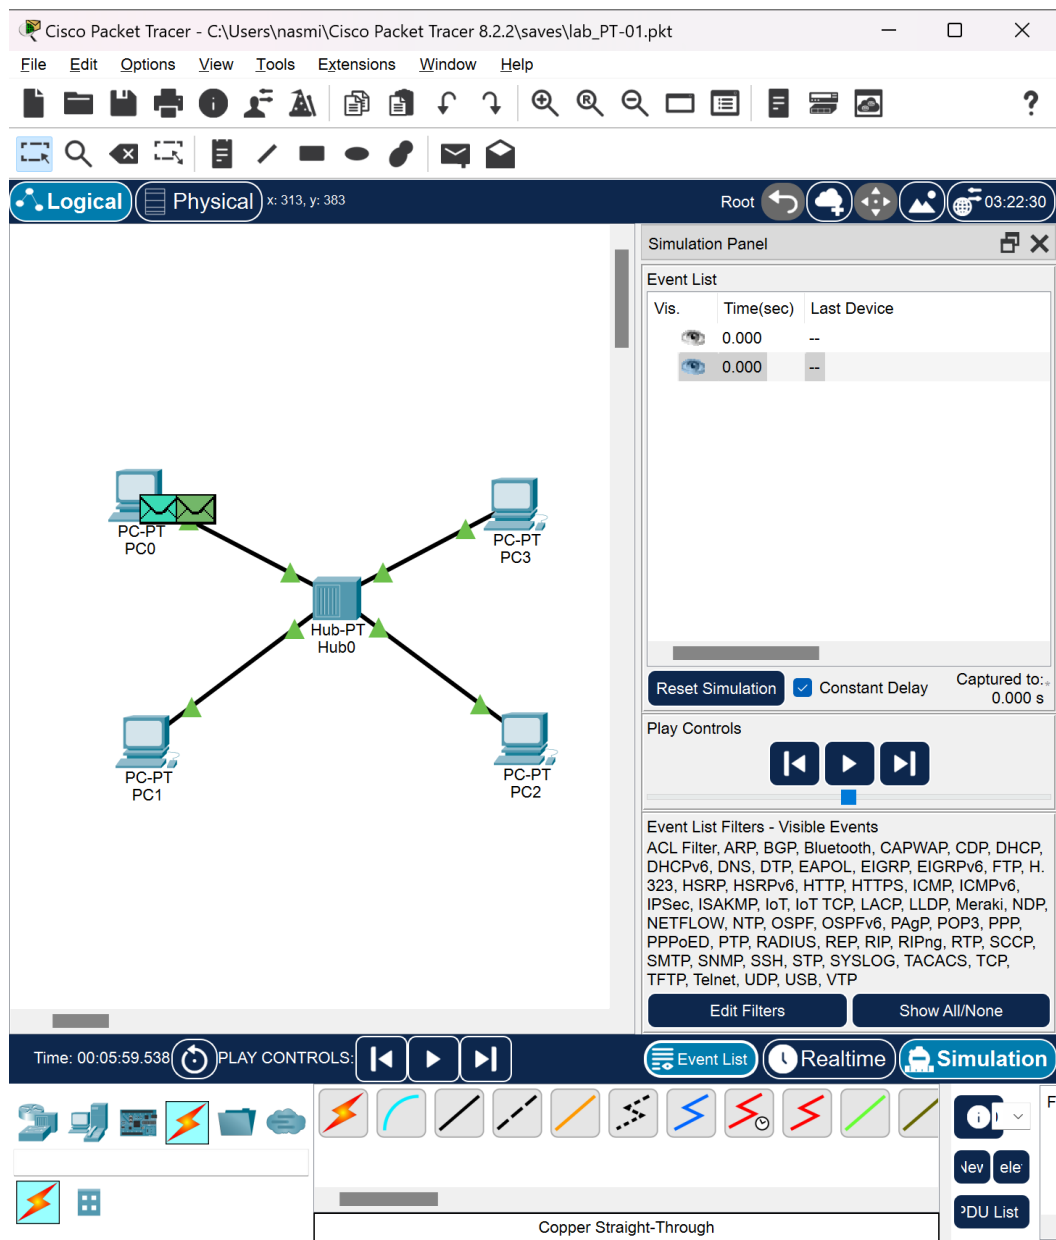 Cisco Packet Tracer - C:\Users\nasmi\Cisco Packet Tracer 8.2.2\saves\lab_PT-01.pkt
File Edit Options View Tools Extensions Window Help
Logical Physical x: 313, y: 383 Root 03:22:30
Simulation Panel
Event List
Vis. Time(sec) Last Device
0.000 --
0.000 --
PC-PT
PC0
PC-PT
PC3
Hub-PT
Hub0
PC-PT
PC1
PC-PT
PC2
Reset Simulation Constant Delay Captured to:
0.000 s
Play Controls
Event List Filters - Visible Events
ACL Filter, ARP, BGP, Bluetooth, CAPWAP, CDP, DHCP,
DHCPv6, DNS, DTP, EAPOL, EIGRP, EIGRPv6, FTP, H.
323, HSRP, HSRPv6, HTTP, HTTPS, ICMP, ICMPv6,
IPSec, ISAKMP, IoT, IoT TCP, LACP, LLDP, Meraki, NDP,
NETFLOW, NTP, OSPF, OSPFv6, PAgP, POP3, PPP,
PPPoED, PTP, RADIUS, REP, RIP, RIPng, RTP, SCCP,
SMTP, SNMP, SSH, STP, SYSLOG, TACACS, TCP,
TFTP, Telnet, UDP, USB, VTP
Edit Filters Show All/None
Time: 00:05:59.538 PLAY CONTROLS: Event List Realtime Simulation
PDU List
Copper Straight-Through